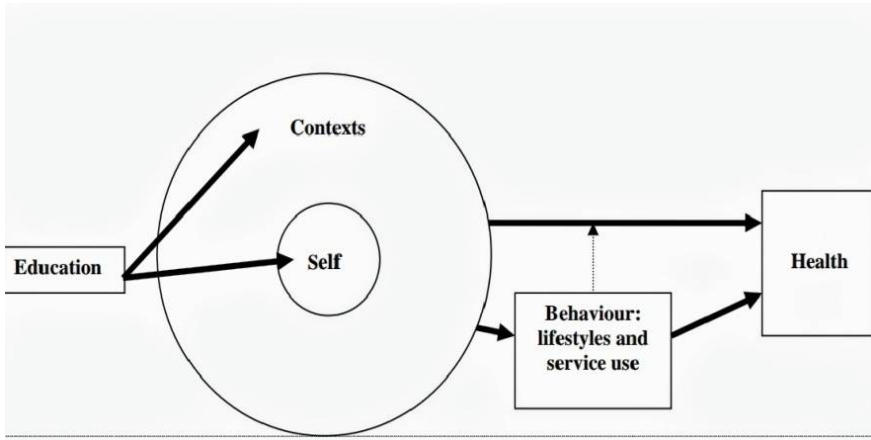 Contexts
Education
Self
Health
Behaviour:
lifestyles and
service use